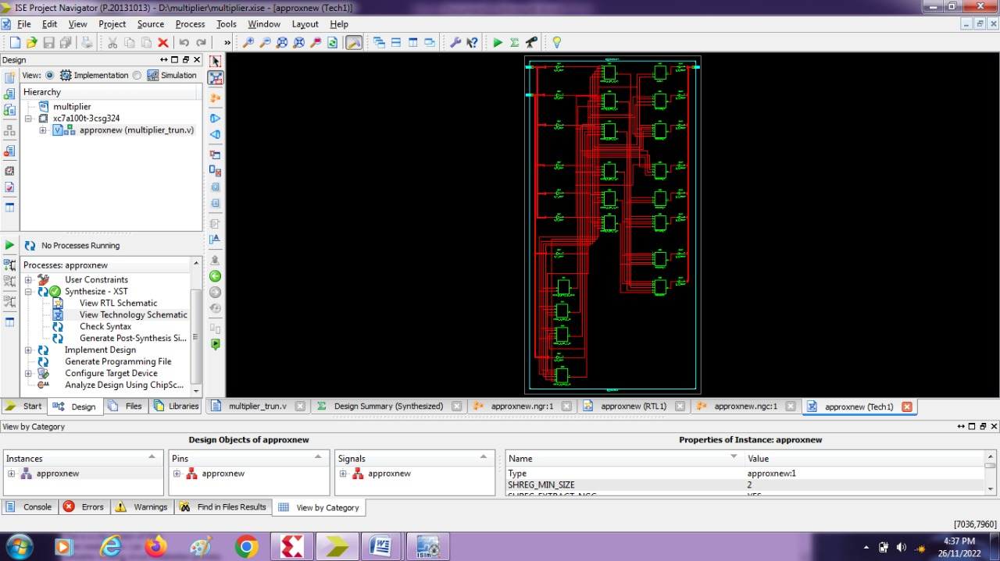 ISE Project Navigator (P.20131013) - D:\multiplier\multiplier.xise - [approxnew (Tech1)]
File Edit View Project Source Process Tools Window Layout Help
Design
View: Implementation Simulation
Hierarchy
multiplier
approxnew (multiplier_trun.v)
No Processes Running
Processes: approxnew
User Constraints
Synthesize - XST
View RTL Schematic
View Technology Schematic
Check Syntax
Generate Post-Synthesis Si...
Implement Design
Generate Programming File
Configure Target Device
Analyze Design Using ChipSc...
Start Design Files Libraries
multiplier_trun.v Design Summary (Synthesized) approxnew.ngr:1 approxnew (RTL1) approxnew.ngc:1 approxnew (Tech1)
View by Category
Design Objects of approxnew Properties of Instance: approxnew
Instances Pins Signals Name Value
approxnew approxnew approxnew Type approxnew:1
SHREG_MIN_SIZE 2
SHREG_EXTRACT_NGC YES
Console Errors Warnings Find in Files Results View by Category
[7036,7960]
ISim
4:37 PM
26/11/2022